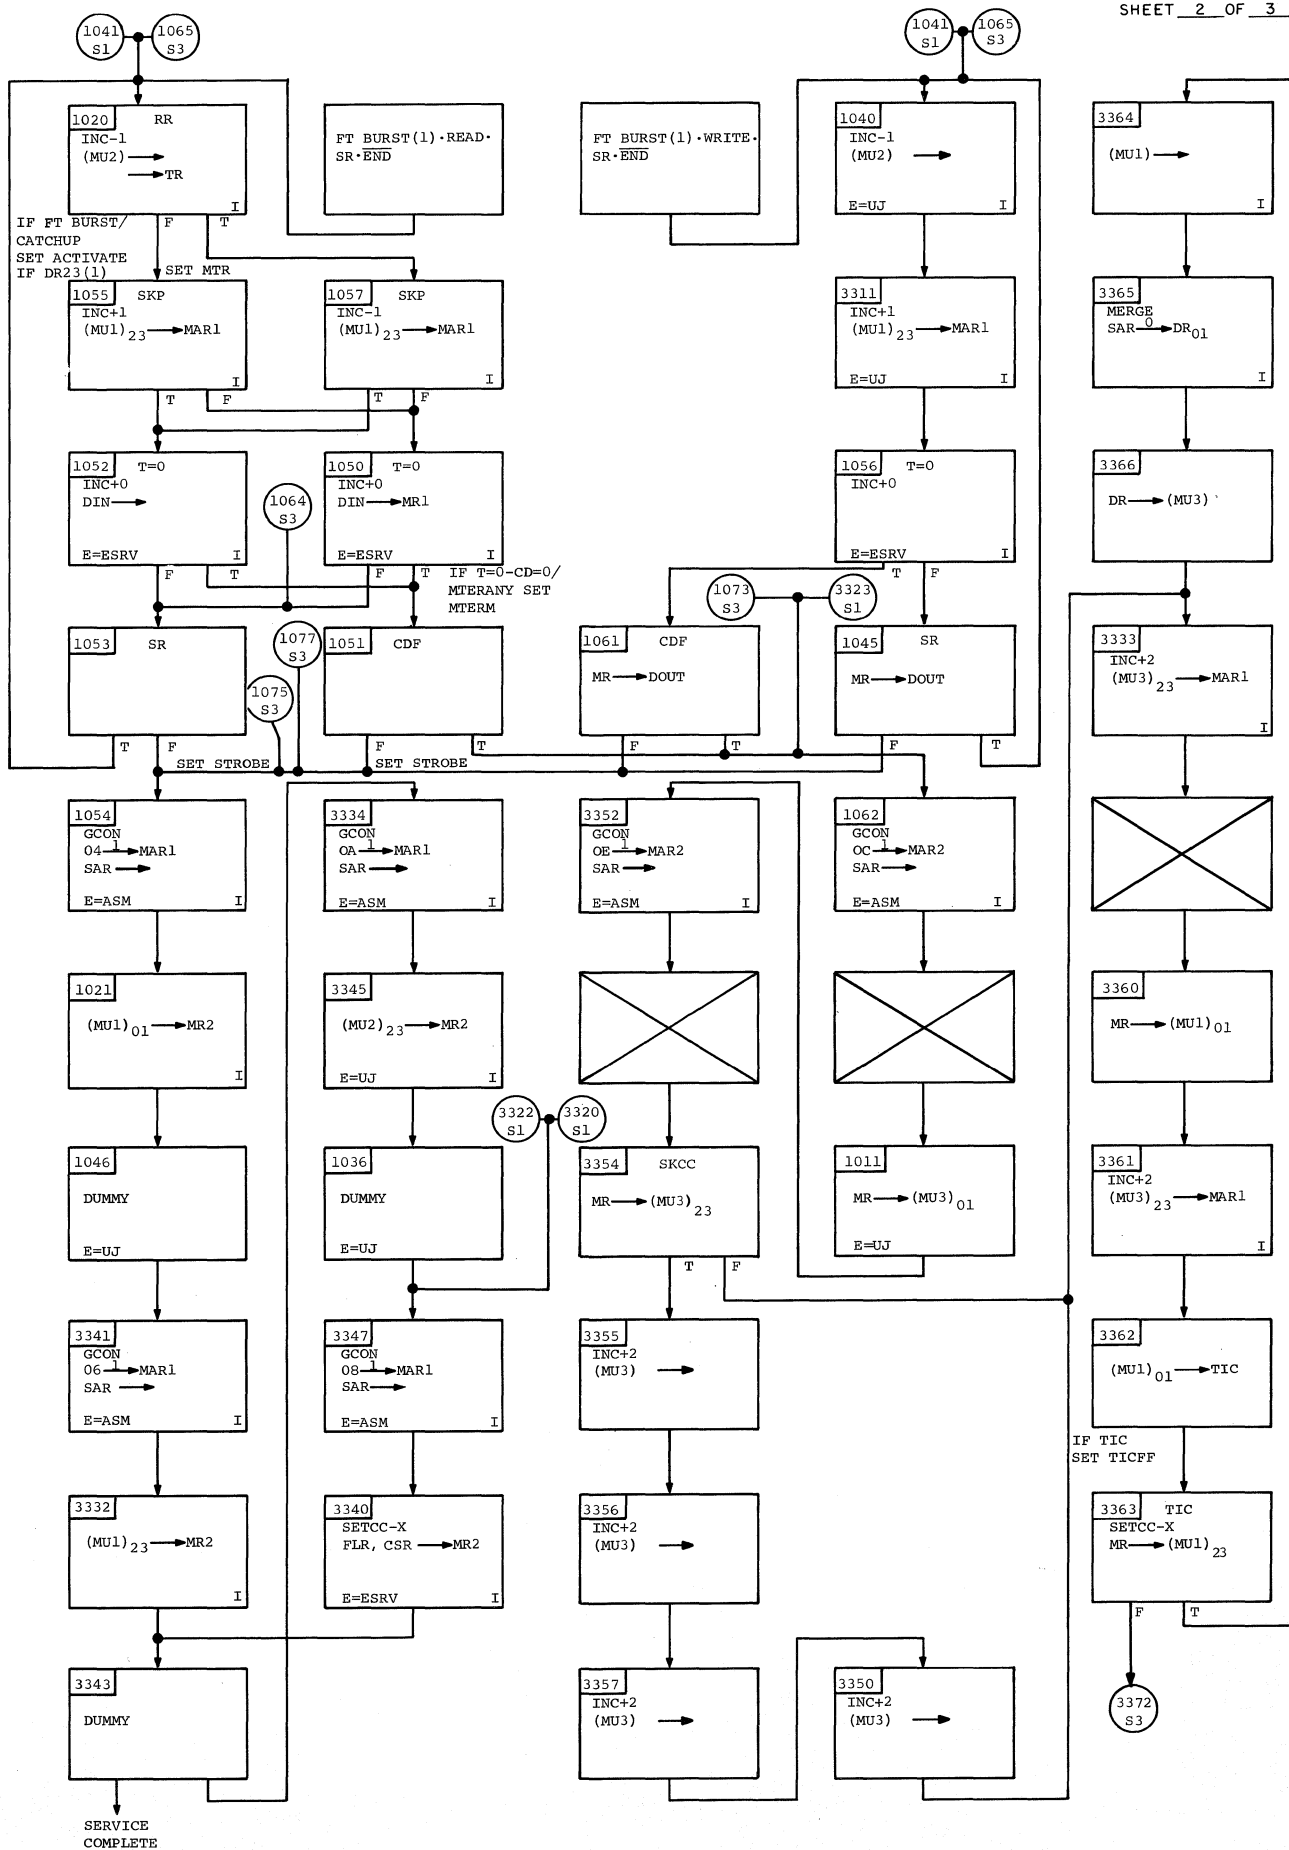 SHEET 2 OF 3
1041
S1
1065
S3
1041
S1
1065
S3
1020 RR
INC-1
(MU2)
TR
I
FT BURST(1)·READ·
SR·END
FT BURST(1)·WRITE·
SR·END
1040
INC-1
(MU2)
E=UJ I
3364
(MU1)
I
IF FT BURST/
CATCHUP
SET ACTIVATE
IF DR23(1)
F T
SET MTR
1055 SKP
INC+1
(MU1)23 MAR1
I
T F
1057 SKP
INC-1
(MU1)23 MAR1
I
T F
3311
INC+1
(MU1)23 MAR1
E=UJ I
3365
MERGE
SAR 0 DR01
I
1052 T=0
INC+0
DIN
E=ESRV I
F T
1064
S3
1050 T=0
INC+0
DIN MR1
E=ESRV I
F T
IF T=0-CD=0/
MTERANY SET
MTERM
1056 T=0
INC+0
E=ESRV I
T F
3366
DR (MU3)
1073
S3
3323
S1
1053 SR
T F
1077
S3
1075
S3
1051 CDF
F T
1061 CDF
MR DOUT
F T
1045 SR
MR DOUT
F T
3333
INC+2
(MU3)23 MAR1
I
SET STROBE
SET STROBE
1054
GCON
04 1 MAR1
SAR
E=ASM I
3334
GCON
OA 1 MAR1
SAR
E=ASM I
3352
GCON
OE 1 MAR2
SAR
E=ASM I
1062
GCON
OC 1 MAR2
SAR
E=ASM I
1021
(MU1)01 MR2
I
3345
(MU2)23 MR2
E=UJ I
3360
MR (MU1)01
3322
S1
3320
S1
1046
DUMMY
E=UJ
1036
DUMMY
E=UJ
3354 SKCC
MR (MU3)23
T F
1011
MR (MU3)01
E=UJ
3361
INC+2
(MU3)23 MAR1
I
3341
GCON
06 1 MAR1
SAR
E=ASM I
3347
GCON
08 1 MAR1
SAR
E=ASM I
3355
INC+2
(MU3)
3362
(MU1)01 TIC
IF TIC
SET TICFF
3332
(MU1)23 MR2
I
3340
SETCC-X
FLR, CSR MR2
E=ESRV I
3356
INC+2
(MU3)
3363 TIC
SETCC-X
MR (MU1)23
F T
3343
DUMMY
3357
INC+2
(MU3)
3350
INC+2
(MU3)
3372
S3
SERVICE
COMPLETE